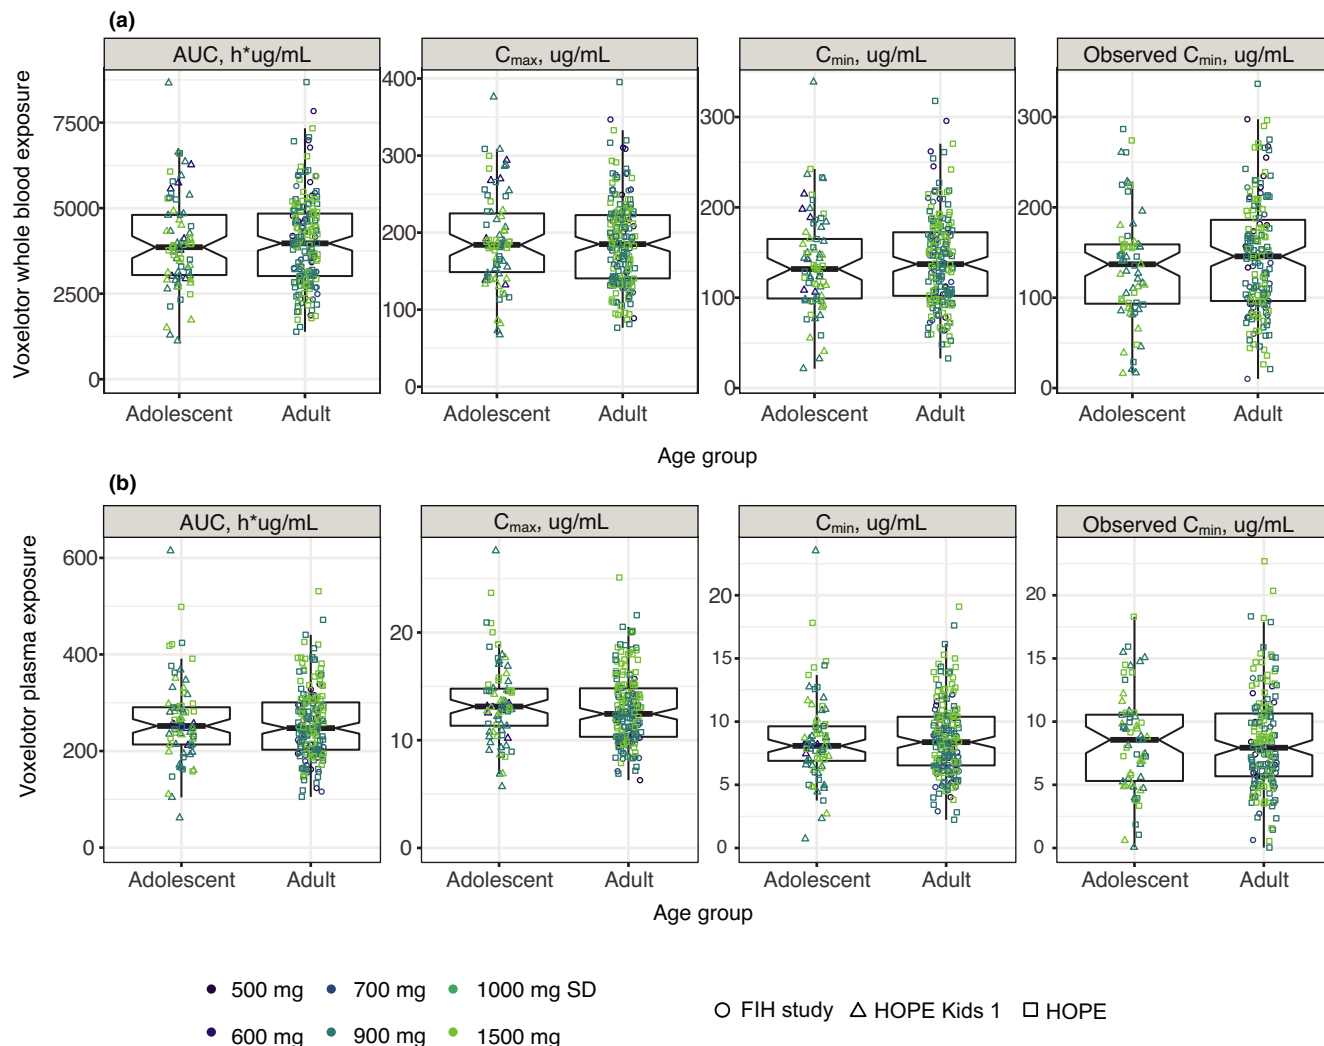 (a)
AUC, h*ug/mL
Cmax, ug/mL
Cmin, ug/mL
Observed Cmin, ug/mL
Voxelotor whole blood exposure
7500
5000
2500
0
400
300
200
100
0
300
200
100
0
300
200
100
0
Adolescent Adult
Adolescent Adult
Adolescent Adult
Adolescent Adult
Age group
(b)
AUC, h*ug/mL
Cmax, ug/mL
Cmin, ug/mL
Observed Cmin, ug/mL
Voxelotor plasma exposure
600
400
200
0
20
10
0
20
15
10
5
0
20
15
10
5
0
Adolescent Adult
Adolescent Adult
Adolescent Adult
Adolescent Adult
Age group
500 mg 700 mg 1000 mg SD
600 mg 900 mg 1500 mg
FIH study HOPE Kids 1 HOPE